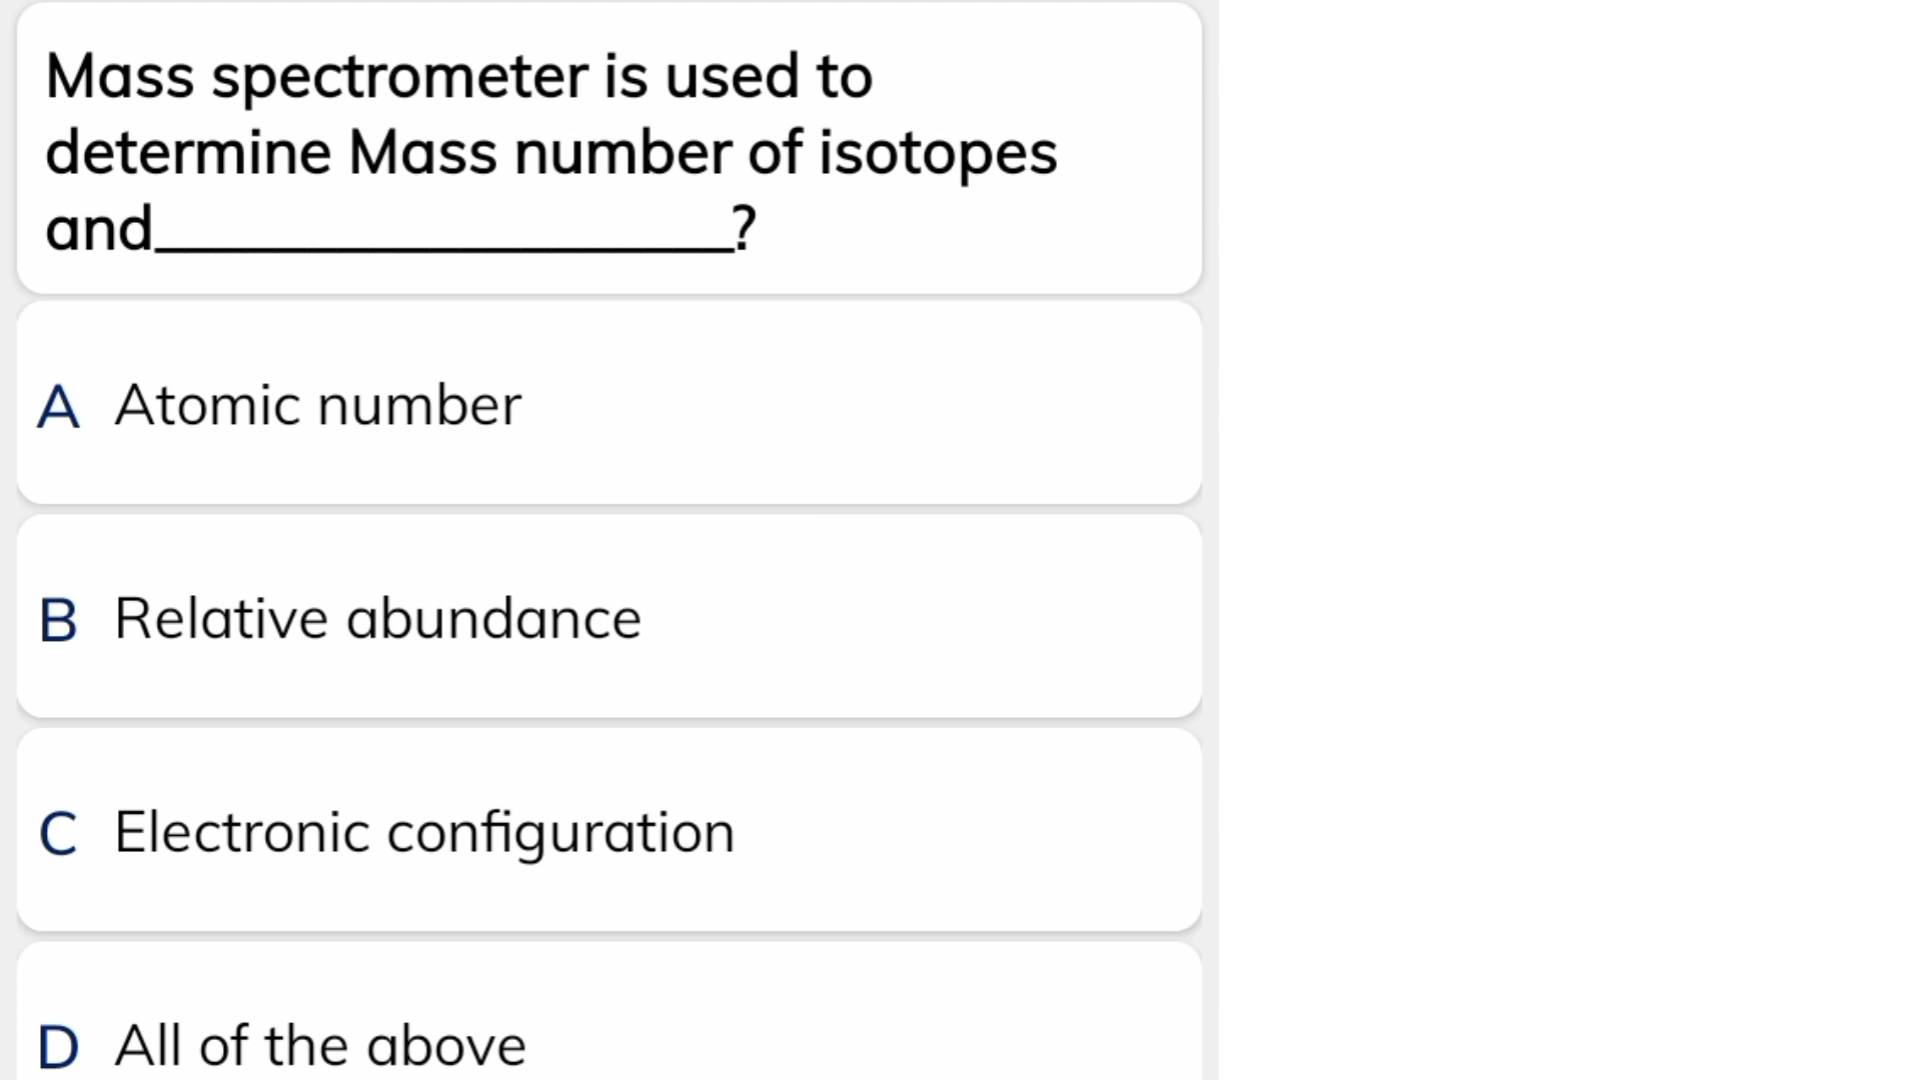 Mass spectrometer is used to
determine Mass number of isotopes
and___________________?
A Atomic number
B Relative abundance
C Electronic configuration
D All of the above